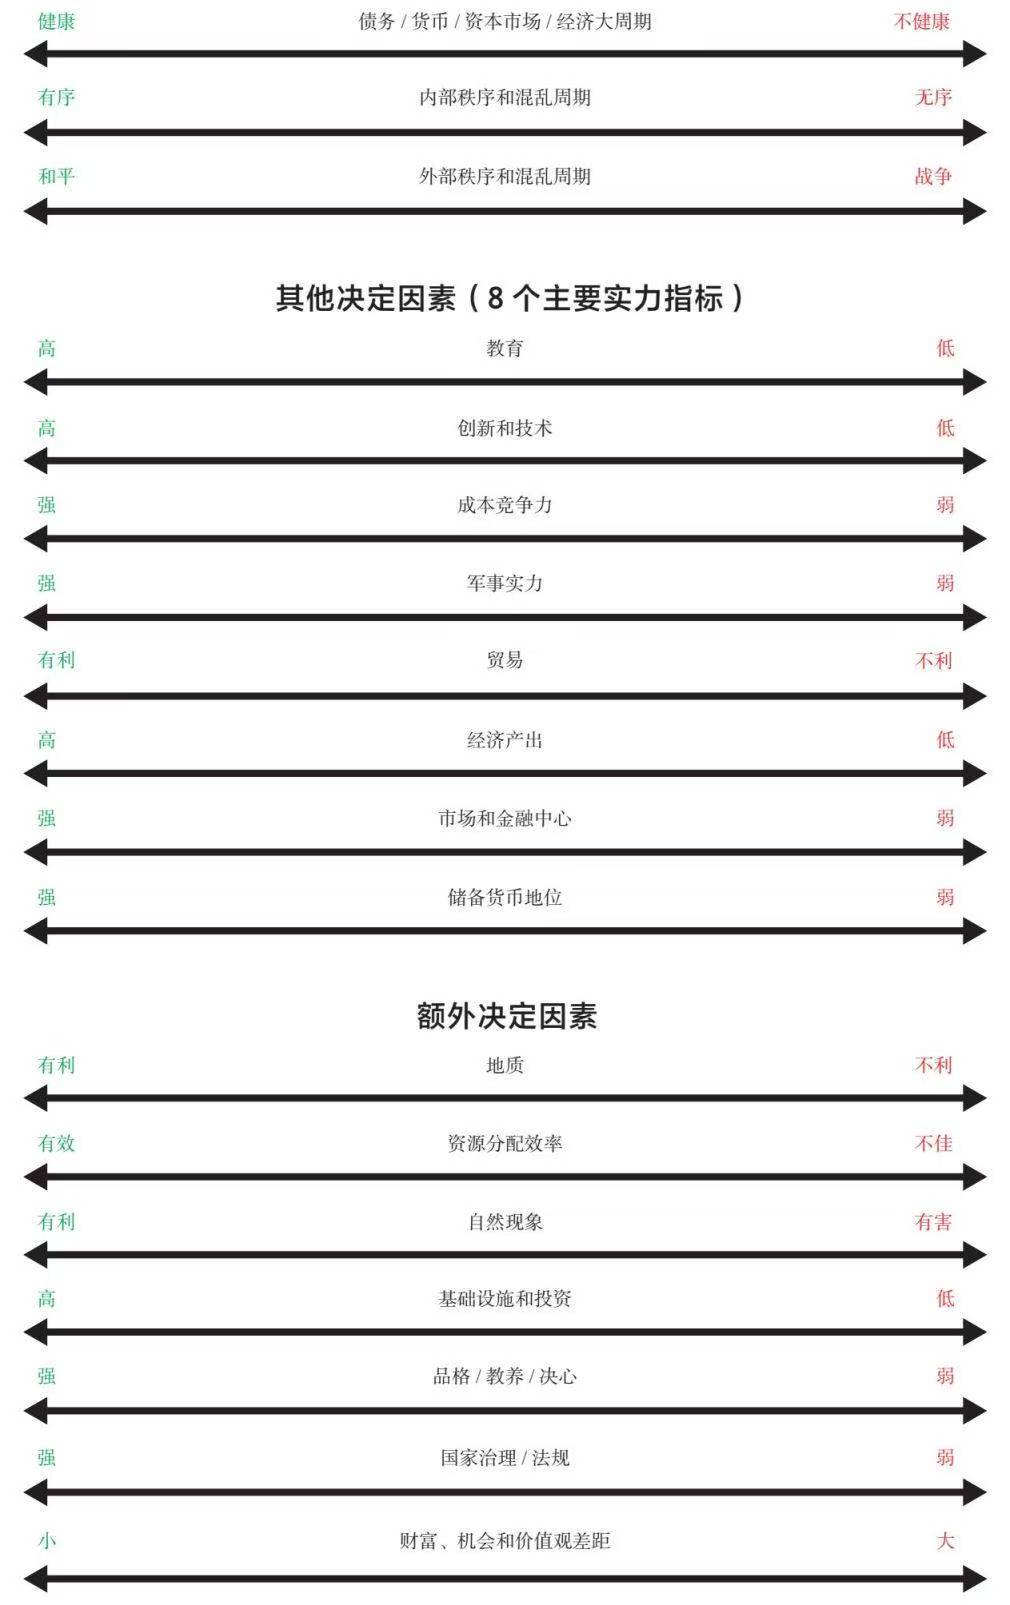 健康 债务 / 货币 / 资本市场 / 经济大周期 不健康
有序 内部秩序和混乱周期 无序
和平 外部秩序和混乱周期 战争
其他决定因素（8 个主要实力指标）
高 教育 低
高 创新和技术 低
强 成本竞争力 弱
强 军事实力 弱
有利 贸易 不利
高 经济产出 低
强 市场和金融中心 弱
强 储备货币地位 弱
额外决定因素
有利 地质 不利
有效 资源分配效率 不佳
有利 自然现象 有害
高 基础设施和投资 低
强 品格 / 教养 / 决心 弱
强 国家治理 / 法规 弱
小 财富、机会和价值观差距 大